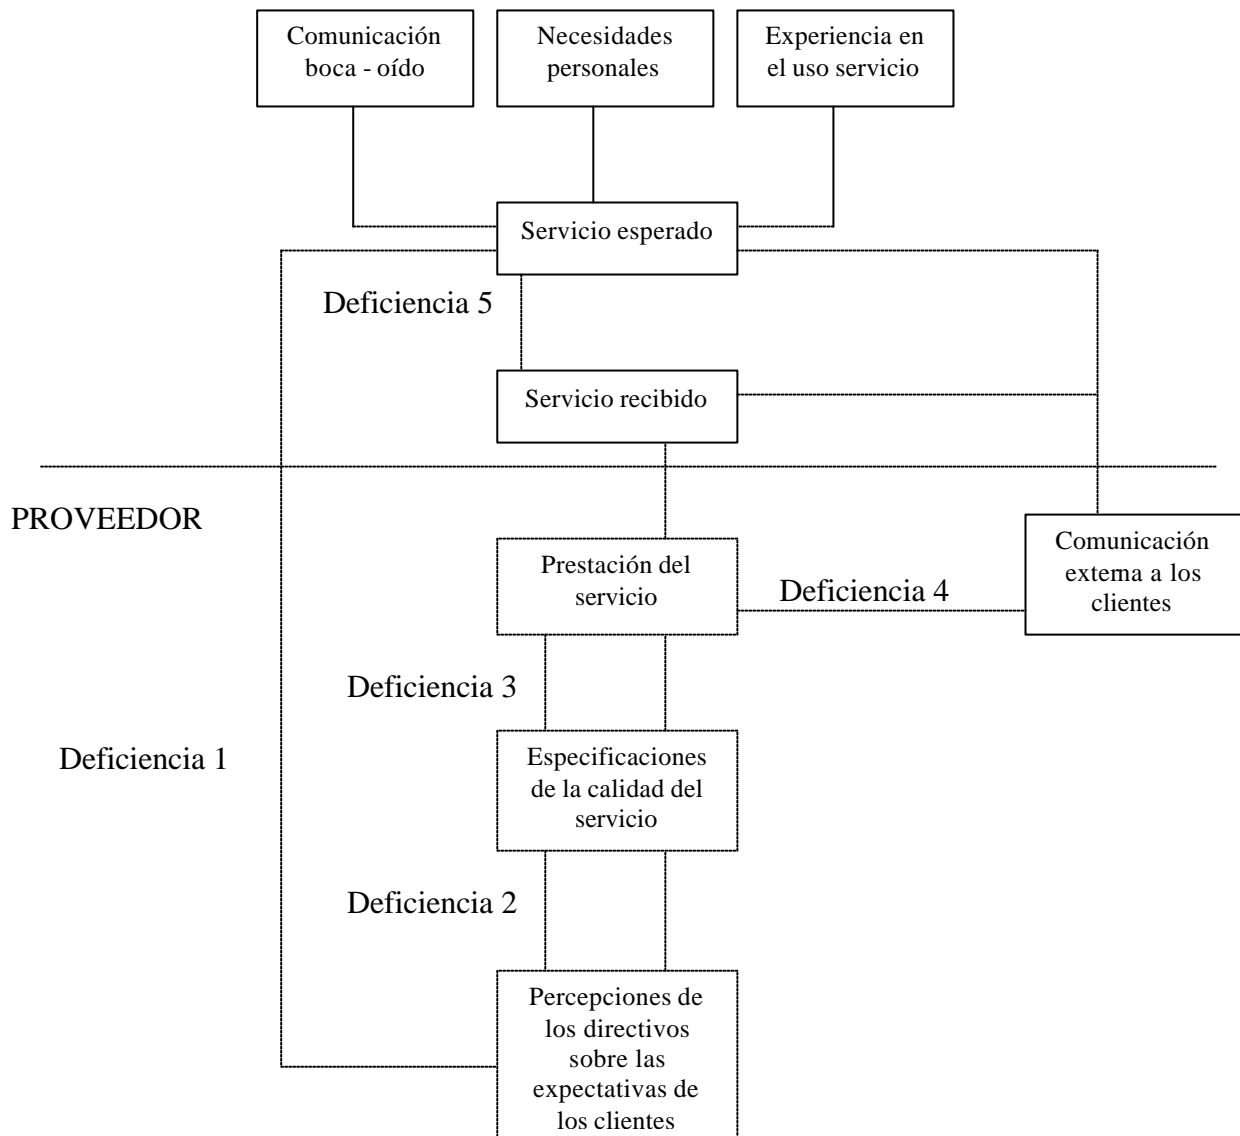 Comunicación
boca - oído
Necesidades
personales
Experiencia en
el uso servicio
Servicio esperado
Deficiencia 5
Servicio recibido
PROVEEDOR
Prestación del
servicio
Deficiencia 4
Comunicación
externa a los
clientes
Deficiencia 3
Deficiencia 1
Especificaciones
de la calidad del
servicio
Deficiencia 2
Percepciones de
los directivos
sobre las
expectativas de
los clientes